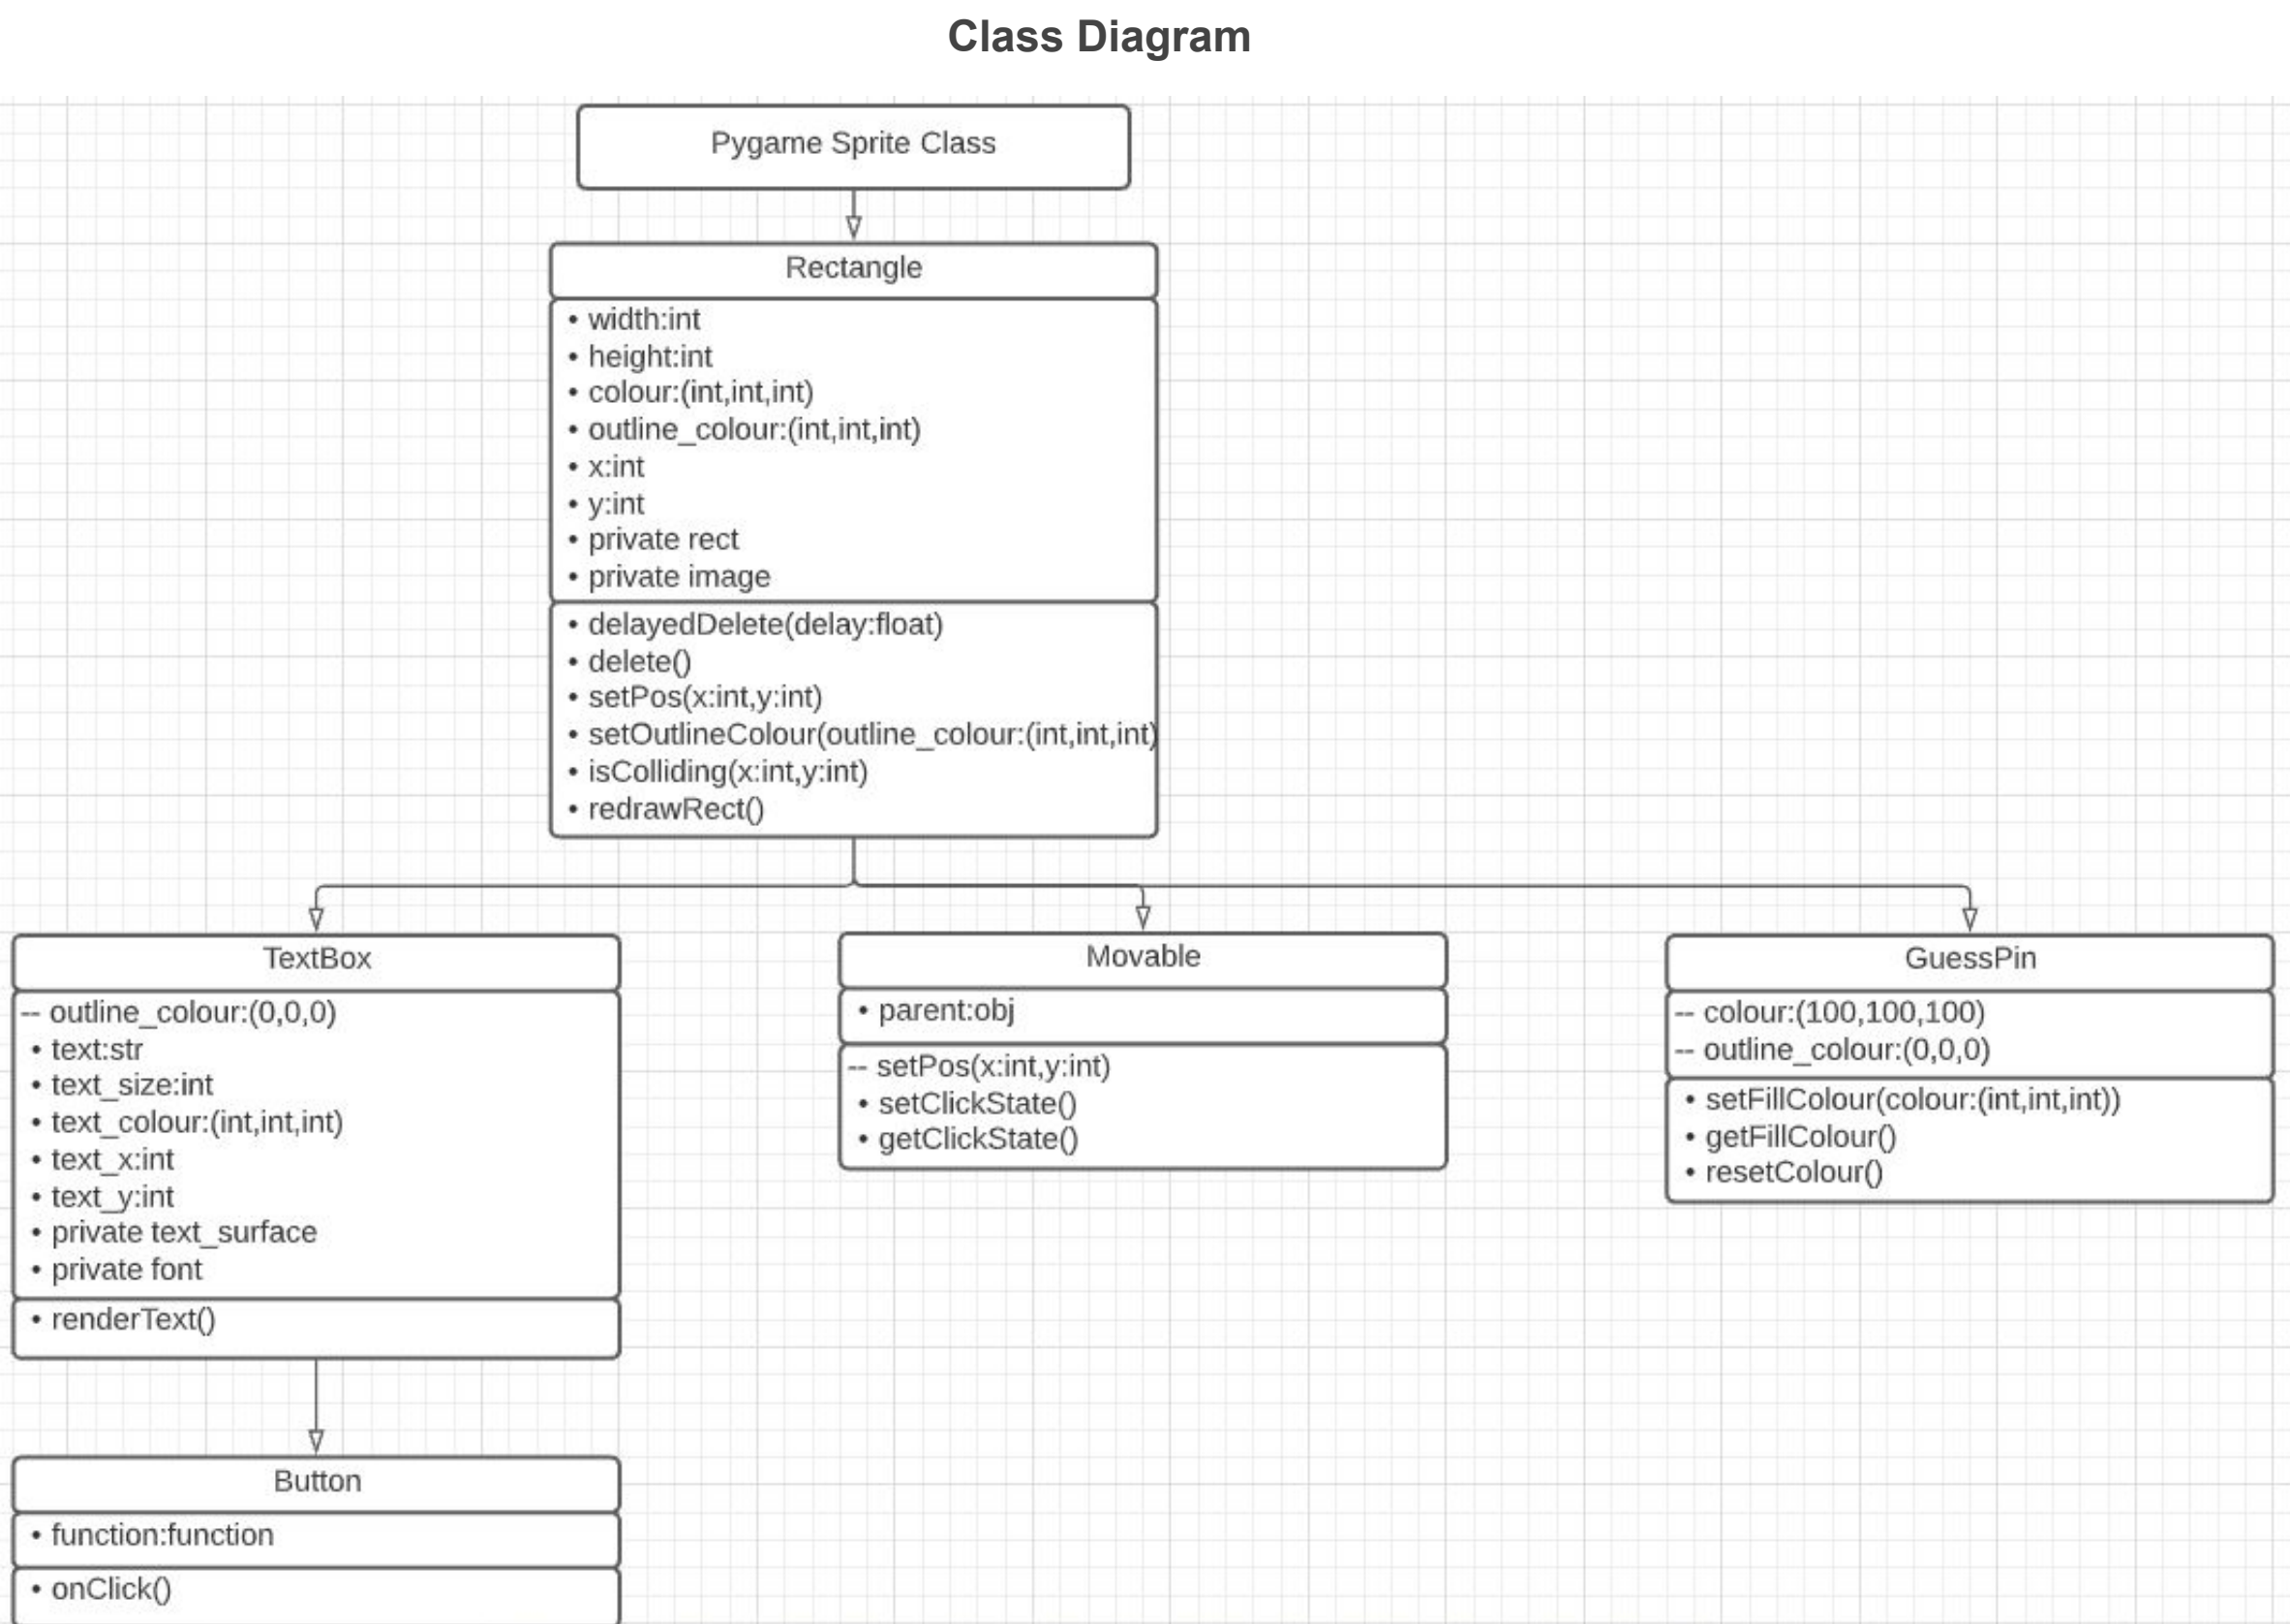 Class Diagram
Pygame Sprite Class
Rectangle
• width:int
• height:int
• colour:(int,int,int)
• outline_colour:(int,int,int)
• x:int
• y:int
• private rect
• private image
• delayedDelete(delay:float)
• delete()
• setPos(x:int,y:int)
• setOutlineColour(outline_colour:(int,int,int)
• isColliding(x:int,y:int)
• redrawRect()
TextBox
-- outline_colour:(0,0,0)
• text:str
• text_size:int
• text_colour:(int,int,int)
• text_x:int
• text_y:int
• private text_surface
• private font
• renderText()
Movable
• parent:obj
-- setPos(x:int,y:int)
• setClickState()
• getClickState()
GuessPin
-- colour:(100,100,100)
-- outline_colour:(0,0,0)
• setFillColour(colour:(int,int,int))
• getFillColour()
• resetColour()
Button
• function:function
• onClick()